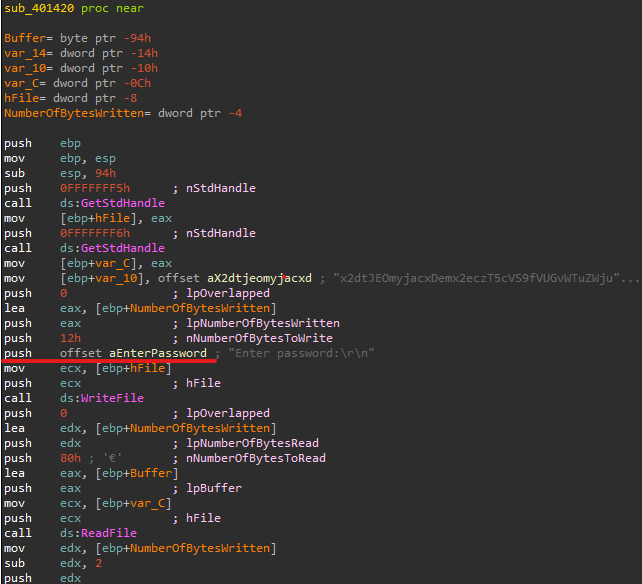 sub_401420 proc near
Buffer= byte ptr -94h
var_14= dword ptr -14h
var_10= dword ptr -10h
var_C= dword ptr -0Ch
hFile= dword ptr -8
NumberOfBytesWritten= dword ptr -4
push ebp
mov ebp, esp
sub esp, 94h
push 0FFFFFFF5h ; nStdHandle
call ds:GetStdHandle
mov [ebp+hFile], eax
push 0FFFFFFF6h ; nStdHandle
call ds:GetStdHandle
mov [ebp+var_C], eax
mov [ebp+var_10], offset aX2dtjeomyjacxd ; "x2dtJEOmyjacxDemx2eczT5cVS9fVUGvWTuZWju"...
push 0 ; lpOverlapped
lea eax, [ebp+NumberOfBytesWritten]
push eax ; lpNumberOfBytesWritten
push 12h ; nNumberOfBytesToWrite
push offset aEnterPassword ; "Enter password:\r\n"
mov ecx, [ebp+hFile]
push ecx ; hFile
call ds:WriteFile
push 0 ; lpOverlapped
lea edx, [ebp+NumberOfBytesWritten]
push edx ; lpNumberOfBytesRead
push 80h ; '€' ; nNumberOfBytesToRead
lea eax, [ebp+Buffer]
push eax ; lpBuffer
mov ecx, [ebp+var_C]
push ecx ; hFile
call ds:ReadFile
mov edx, [ebp+NumberOfBytesWritten]
sub edx, 2
push edx